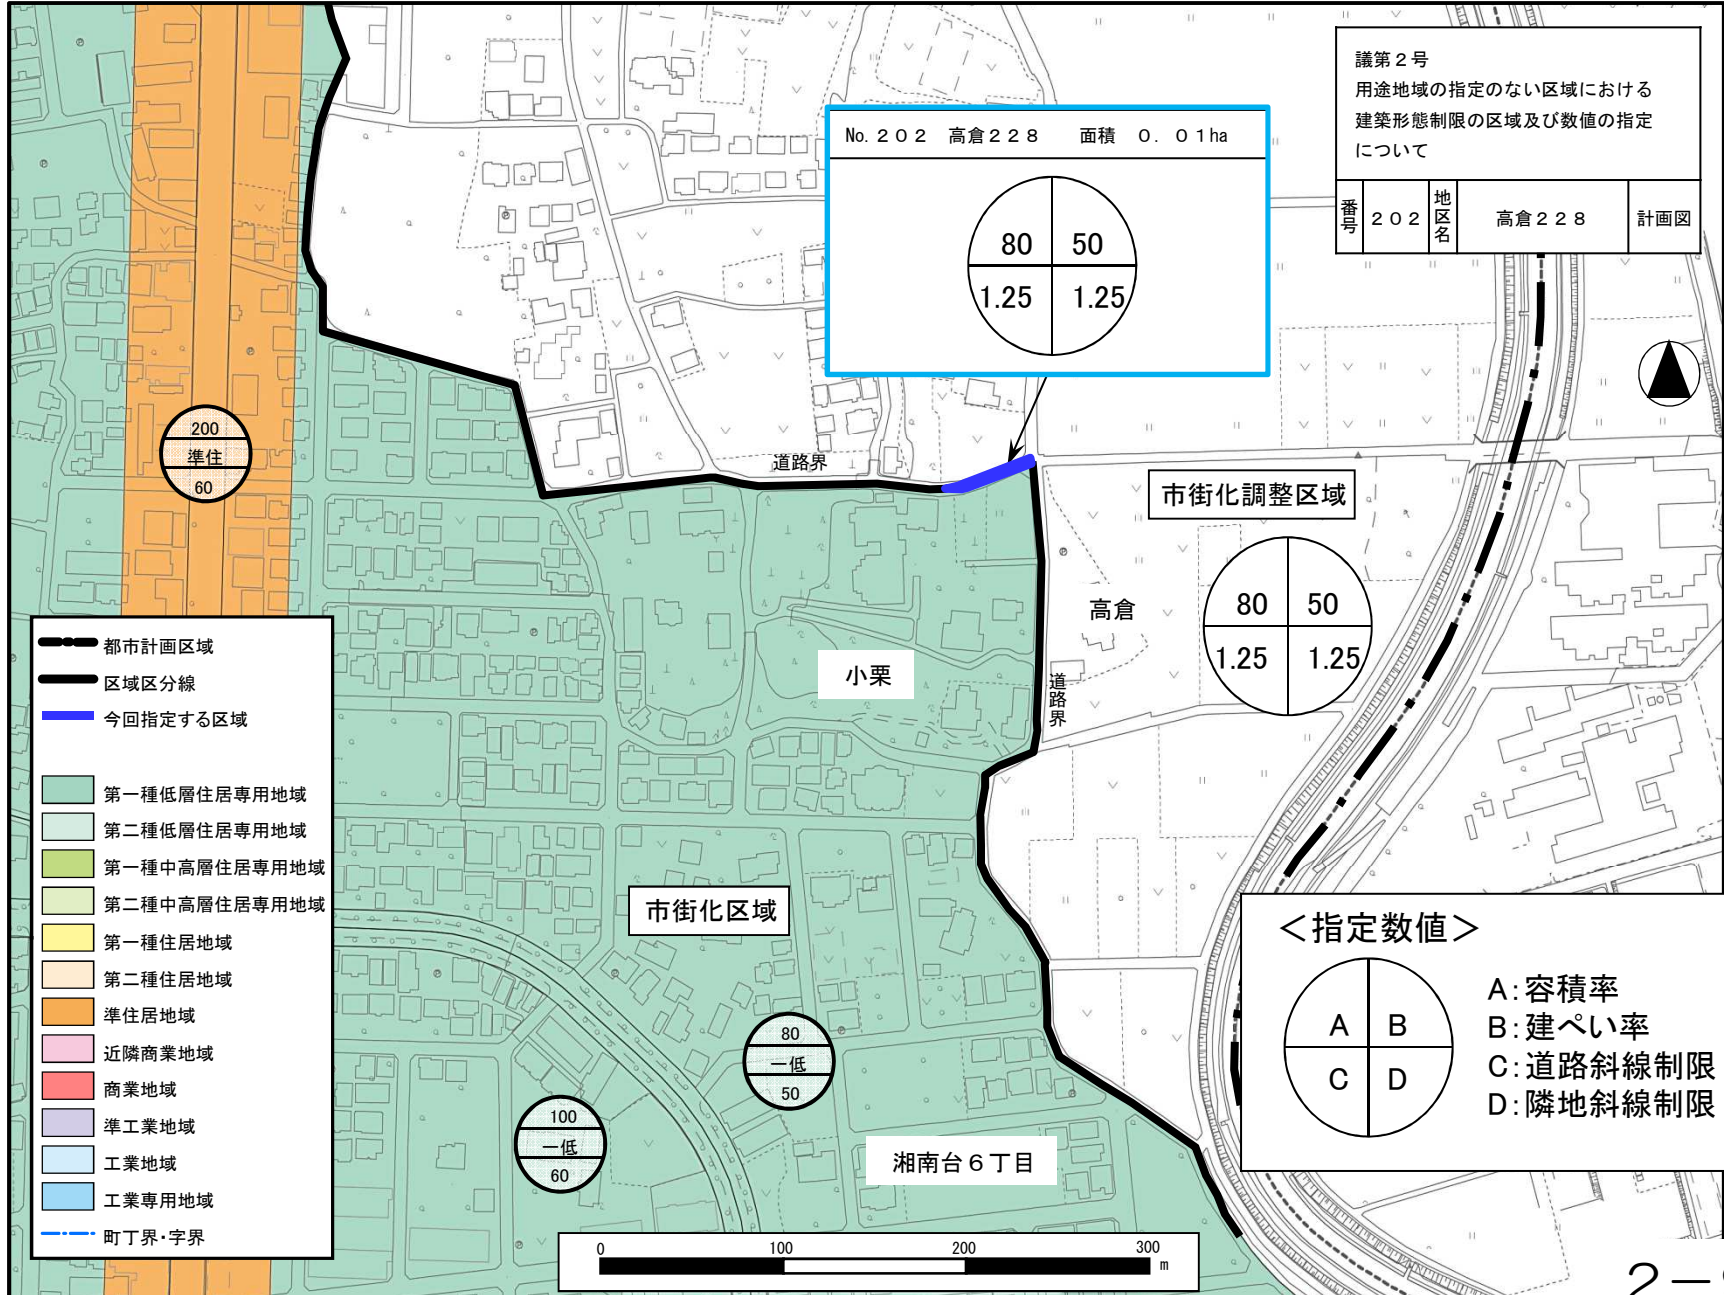 議第２号
用途地域の指定のない区域における
建築形態制限の区域及び数値の指定
について
番号 ２０２ 地区名 高倉２２８ 計画図
No.２０２ 高倉２２８ 面積 ０．０１ha
80 50
1.25 1.25
200
準住
60
道路界
市街化調整区域
80 50
1.25 1.25
高倉
道路界
小栗
都市計画区域
区域区分線
今回指定する区域
第一種低層住居専用地域
第二種低層住居専用地域
第一種中高層住居専用地域
第二種中高層住居専用地域
第一種住居地域
第二種住居地域
準住居地域
近隣商業地域
商業地域
準工業地域
工業地域
工業専用地域
町丁界・字界
市街化区域
80
一低
50
100
一低
60
湘南台６丁目
＜指定数値＞
A B
C D
A：容積率
B：建ぺい率
C：道路斜線制限
D：隣地斜線制限
0 100 200 300
m
２－